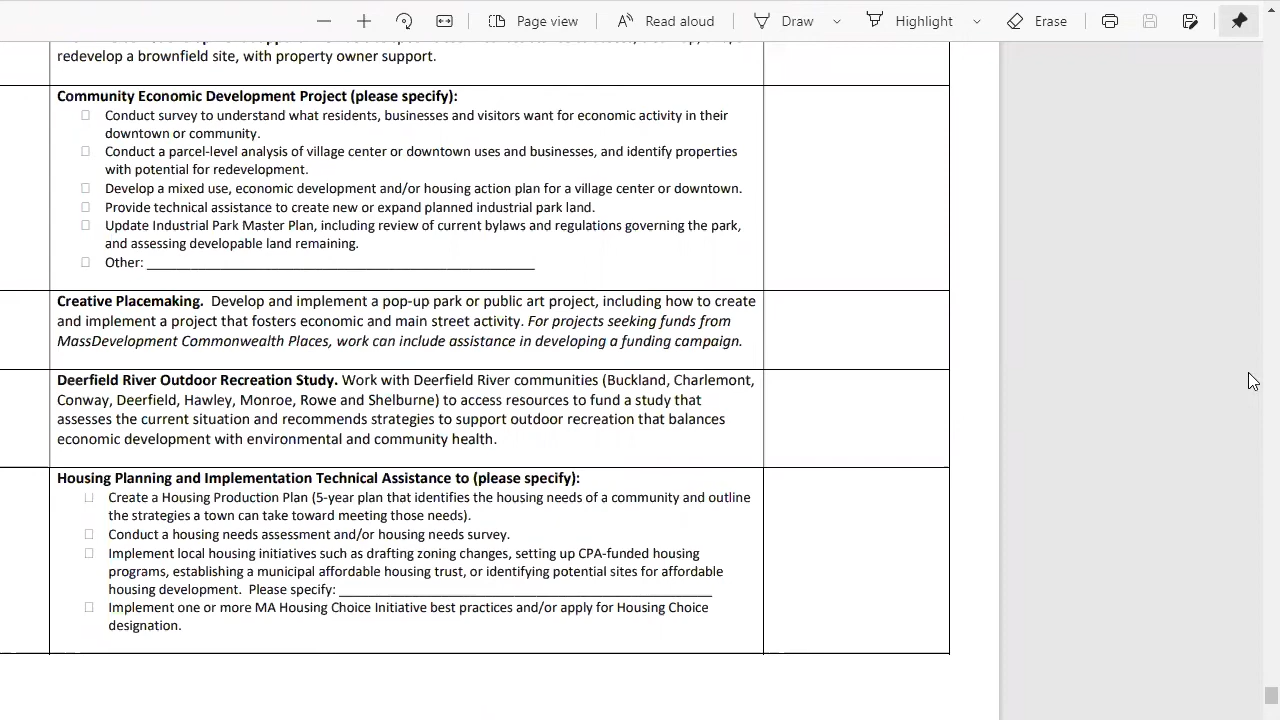 Page view
Read aloud
Draw
Highlight
Erase
redevelop a brownfield site, with property owner support.
Community Economic Development Project (please specify):
☐ Conduct survey to understand what residents, businesses and visitors want for economic activity in their
downtown or community.
☐ Conduct a parcel-level analysis of village center or downtown uses and businesses, and identify properties
with potential for redevelopment.
☐ Develop a mixed use, economic development and/or housing action plan for a village center or downtown.
☐ Provide technical assistance to create new or expand planned industrial park land.
☐ Update Industrial Park Master Plan, including review of current bylaws and regulations governing the park,
and assessing developable land remaining.
☐ Other: ____________________
Creative Placemaking. Develop and implement a pop-up park or public art project, including how to create
and implement a project that fosters economic and main street activity. For projects seeking funds from
MassDevelopment Commonwealth Places, work can include assistance in developing a funding campaign.
Deerfield River Outdoor Recreation Study. Work with Deerfield River communities (Buckland, Charlemont,
Conway, Deerfield, Hawley, Monroe, Rowe and Shelburne) to access resources to fund a study that
assesses the current situation and recommends strategies to support outdoor recreation that balances
economic development with environmental and community health.
Housing Planning and Implementation Technical Assistance to (please specify):
☐ Create a Housing Production Plan (5-year plan that identifies the housing needs of a community and outline
the strategies a town can take toward meeting those needs).
☐ Conduct a housing needs assessment and/or housing needs survey.
☐ Implement local housing initiatives such as drafting zoning changes, setting up CPA-funded housing
programs, establishing a municipal affordable housing trust, or identifying potential sites for affordable
housing development. Please specify: ____________________
☐ Implement one or more MA Housing Choice Initiative best practices and/or apply for Housing Choice
designation.